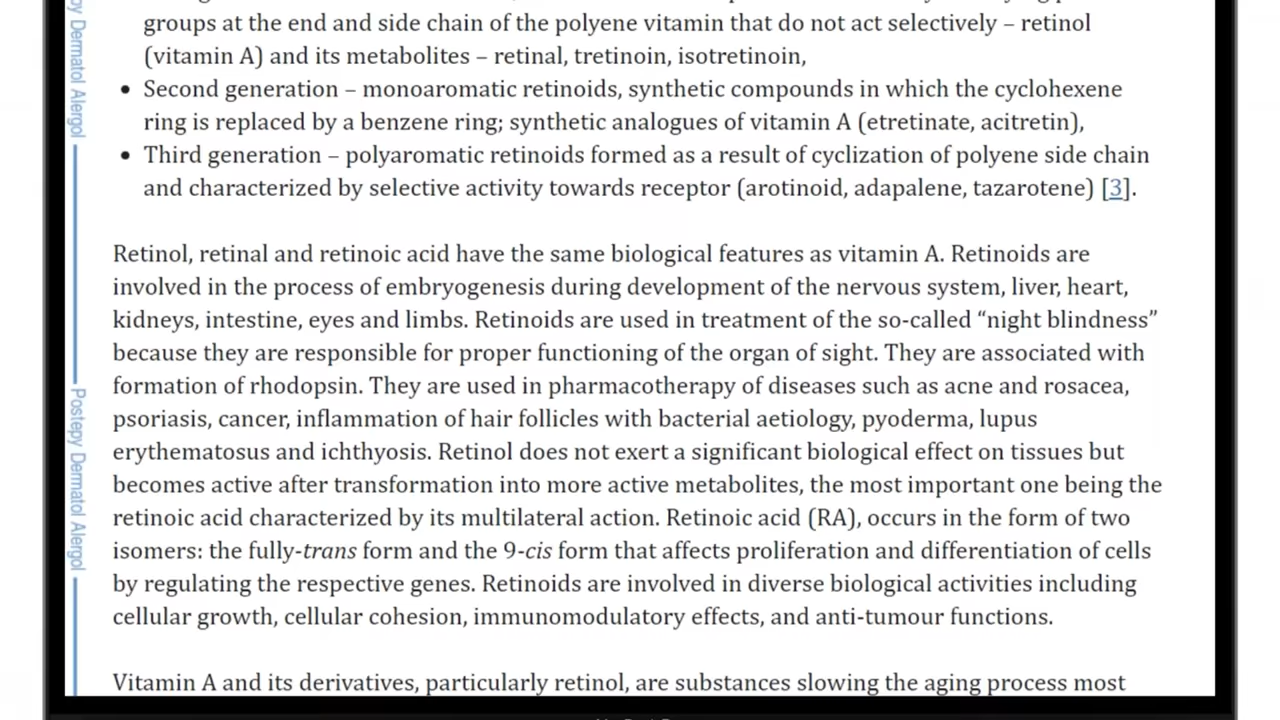 groups at the end and side chain of the polyene vitamin that do not act selectively – retinol
(vitamin A) and its metabolites – retinal, tretinoin, isotretinoin,
• Second generation – monoaromatic retinoids, synthetic compounds in which the cyclohexene
ring is replaced by a benzene ring; synthetic analogues of vitamin A (etretinate, acitretin),
• Third generation – polyaromatic retinoids formed as a result of cyclization of polyene side chain
and characterized by selective activity towards receptor (arotinoid, adapalene, tazarotene) [3].
Retinol, retinal and retinoic acid have the same biological features as vitamin A. Retinoids are
involved in the process of embryogenesis during development of the nervous system, liver, heart,
kidneys, intestine, eyes and limbs. Retinoids are used in treatment of the so-called “night blindness”
because they are responsible for proper functioning of the organ of sight. They are associated with
formation of rhodopsin. They are used in pharmacotherapy of diseases such as acne and rosacea,
psoriasis, cancer, inflammation of hair follicles with bacterial aetiology, pyoderma, lupus
erythematosus and ichthyosis. Retinol does not exert a significant biological effect on tissues but
becomes active after transformation into more active metabolites, the most important one being the
retinoic acid characterized by its multilateral action. Retinoic acid (RA), occurs in the form of two
isomers: the fully-trans form and the 9-cis form that affects proliferation and differentiation of cells
by regulating the respective genes. Retinoids are involved in diverse biological activities including
cellular growth, cellular cohesion, immunomodulatory effects, and anti-tumour functions.
Vitamin A and its derivatives, particularly retinol, are substances slowing the aging process most
Dermatol Alergol
Postepy Dermatol Alergol